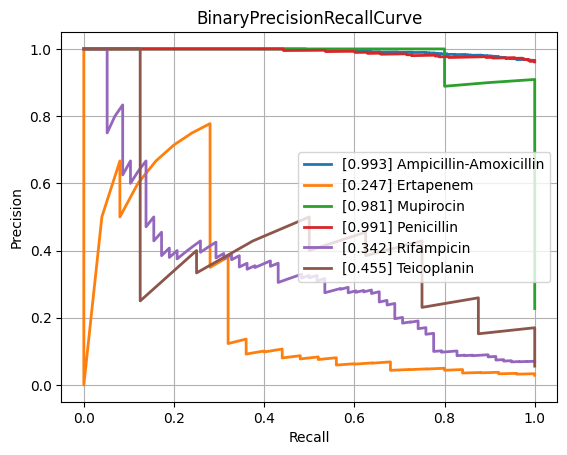 BinaryPrecisionRecallCurve
Precision
1.0
0.8
0.6
0.4
0.2
0.0
[0.993] Ampicillin-Amoxicillin
[0.247] Ertapenem
[0.981] Mupirocin
[0.991] Penicillin
[0.342] Rifampicin
[0.455] Teicoplanin
0.0 0.2 0.4 0.6 0.8 1.0
Recall